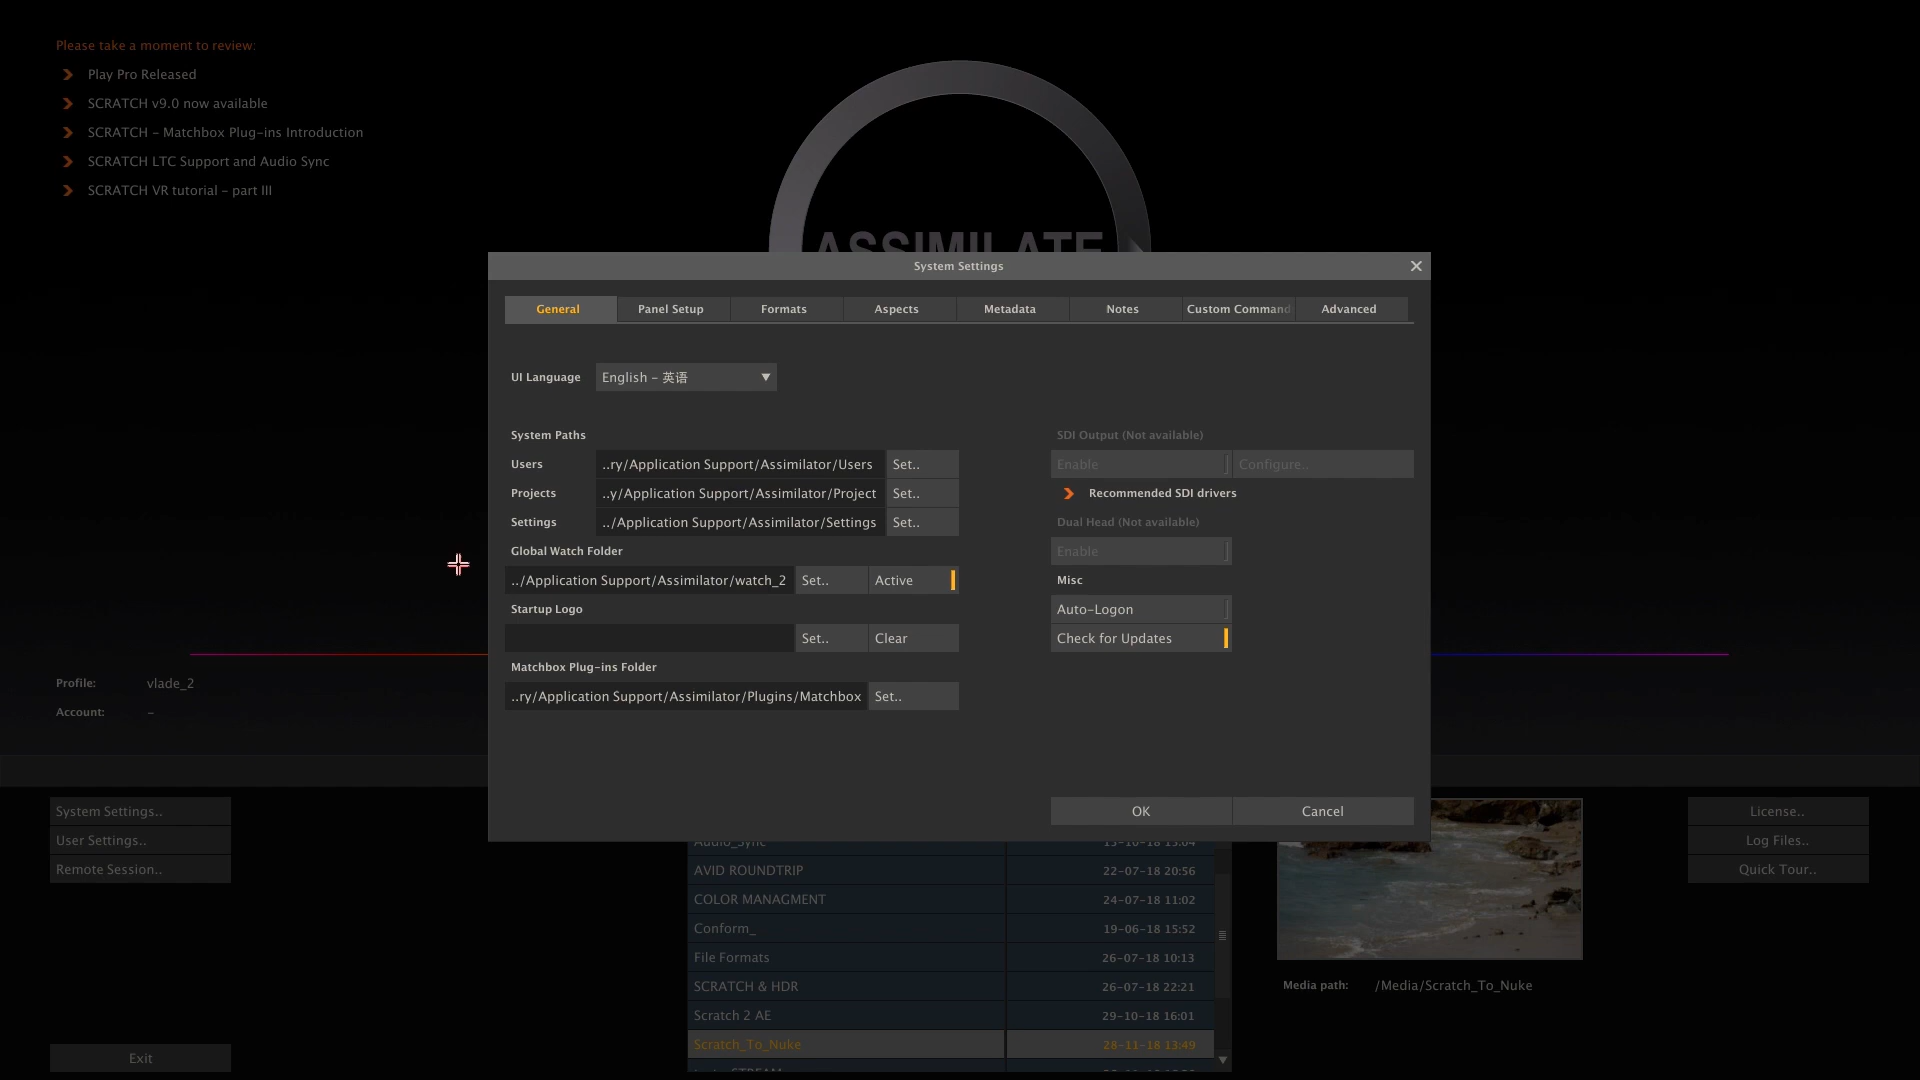 Please take a moment to review:
Play Pro Released
SCRATCH v9.0 now available
SCRATCH - Matchbox Plug-ins Introduction
SCRATCH LTC Support and Audio Sync
SCRATCH VR tutorial - part III
ASSIMILATE
System Settings
General Panel Setup Formats Aspects Metadata Notes Custom Command Advanced
UI Language English - 英语
System Paths
Users ..ry/Application Support/Assimilator/Users Set..
Projects ..y/Application Support/Assimilator/Project Set..
Settings ../Application Support/Assimilator/Settings Set..
Global Watch Folder
../Application Support/Assimilator/watch_2 Set.. Active
Startup Logo
Set.. Clear
Matchbox Plug-ins Folder
..ry/Application Support/Assimilator/Plugins/Matchbox Set..
SDI Output (Not available)
Enable Configure..
Recommended SDI drivers
Dual Head (Not available)
Enable
Misc
Auto-Logon
Check for Updates
OK Cancel
Profile: vlade_2
Account: -
System Settings..
User Settings..
Remote Session..
Exit
Audio_Sync 15-10-18 15:04
AVID ROUNDTRIP 22-07-18 20:56
COLOR MANAGMENT 24-07-18 11:02
Conform_ 19-06-18 15:52
File Formats 26-07-18 10:13
SCRATCH & HDR 26-07-18 22:21
Scratch 2 AE 29-10-18 16:01
Scratch_To_Nuke 28-11-18 13:49
Media path: /Media/Scratch_To_Nuke
License..
Log Files..
Quick Tour..